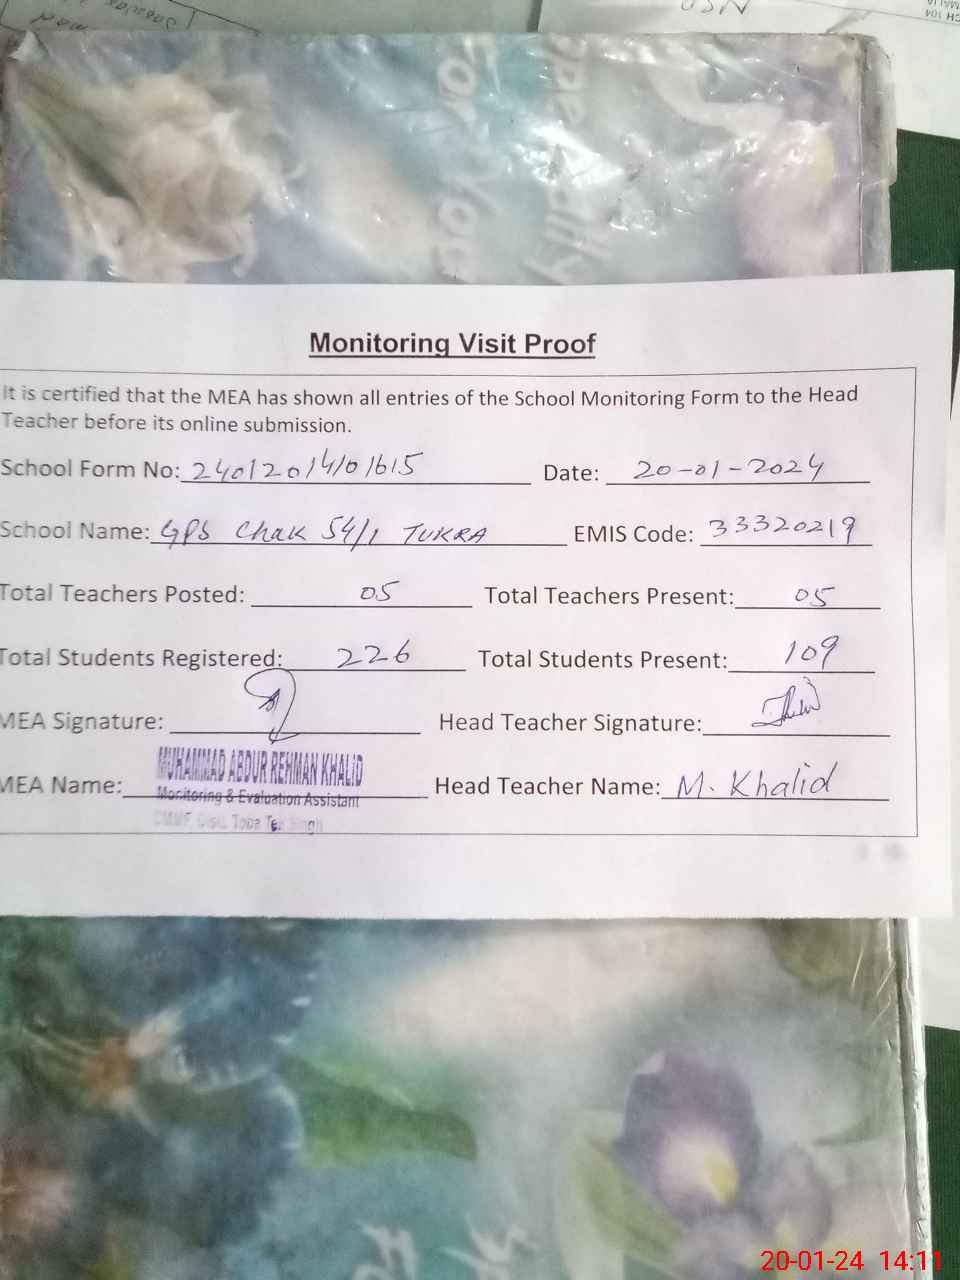 Monitoring Visit Proof
It is certified that the MEA has shown all entries of the School Monitoring Form to the Head
Teacher before its online submission.
School Form No: 24012014101615 Date: 20-01-2024
School Name: GPS Chak 54/1 TUKRA EMIS Code: 33320219
Total Teachers Posted: 05 Total Teachers Present: 05
Total Students Registered: 226 Total Students Present: 109
MEA Signature: Head Teacher Signature:
MUHAMMAD ABDUR REHMAN KHALID
MEA Name: Head Teacher Name: M. Khalid
Monitoring & Evaluation Assistant
Toba Tek Singh
20-01-24 14:11